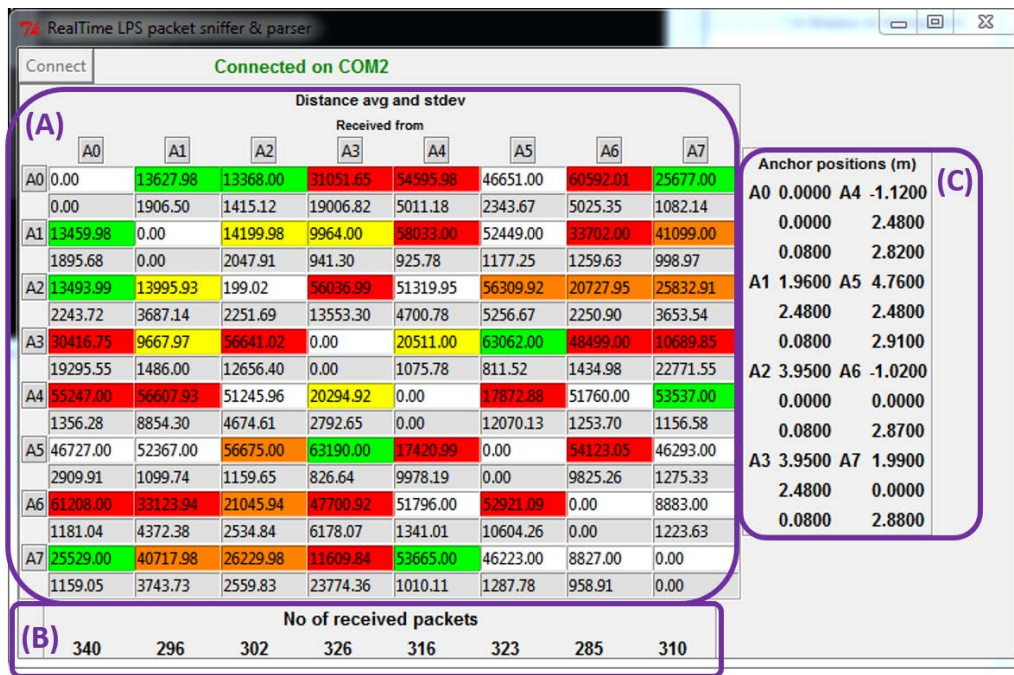 RealTime LPS packet sniffer & parser
Connect Connected on COM2
Distance avg and stdev
(A) Received from
A0 A1 A2 A3 A4 A5 A6 A7
A0 0.00 13627.98 13368.00 31051.65 54595.98 46651.00 60592.01 25677.00
0.00 1906.50 1415.12 19006.82 5011.18 2343.67 5025.35 1082.14
A1 13459.98 0.00 14199.98 9964.00 58033.00 52449.00 33702.00 41099.00
1895.68 0.00 2047.91 941.30 925.78 1177.25 1259.63 998.97
A2 13493.99 13995.93 199.02 56036.99 51319.95 56309.92 20727.95 25832.91
2243.72 3687.14 2251.69 13553.30 4700.78 5256.67 2250.90 3653.54
A3 30416.75 9667.97 56641.02 0.00 20511.00 63062.00 48499.00 10689.85
19295.55 1486.00 12656.40 0.00 1075.78 811.52 1434.98 22771.55
A4 55247.00 56607.93 51245.96 20294.92 0.00 17872.88 51760.00 53537.00
1356.28 8854.30 4674.61 2792.65 0.00 12070.13 1253.70 1156.58
A5 46727.00 52367.00 56675.00 63190.00 17420.99 0.00 54123.05 46293.00
2909.91 1099.74 1159.65 826.64 9978.19 0.00 9825.26 1275.33
A6 61208.00 33123.94 21045.94 47700.92 51796.00 52921.09 0.00 8883.00
1181.04 4372.38 2534.84 6178.07 1341.01 10604.26 0.00 1223.63
A7 25529.00 40717.98 26229.98 11609.84 53665.00 46223.00 8827.00 0.00
1159.05 3743.73 2559.83 23774.36 1010.11 1287.78 958.91 0.00
Anchor positions (m)
(C)
A0 0.0000 A4 -1.1200
0.0000 2.4800
0.0800 2.8200
A1 1.9600 A5 4.7600
2.4800 2.4800
0.0800 2.9100
A2 3.9500 A6 -1.0200
0.0000 0.0000
0.0800 2.8700
A3 3.9500 A7 1.9900
2.4800 0.0000
0.0800 2.8800
No of received packets
(B)
340 296 302 326 316 323 285 310